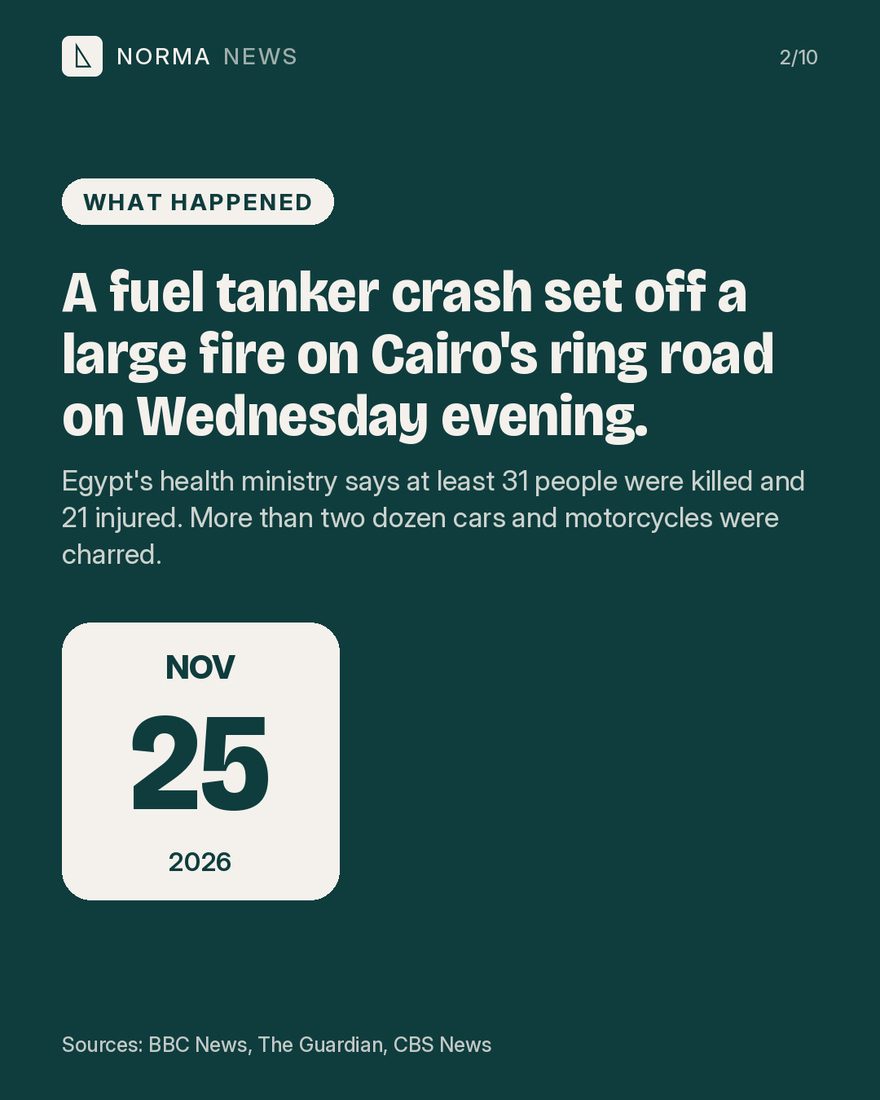 NORMA NEWS
2/10
WHAT HAPPENED
A fuel tanker crash set off a
large fire on Cairo's ring road
on Wednesday evening.
Egypt's health ministry says at least 31 people were killed and
21 injured. More than two dozen cars and motorcycles were
charred.
NOV
25
2026
Sources: BBC News, The Guardian, CBS News